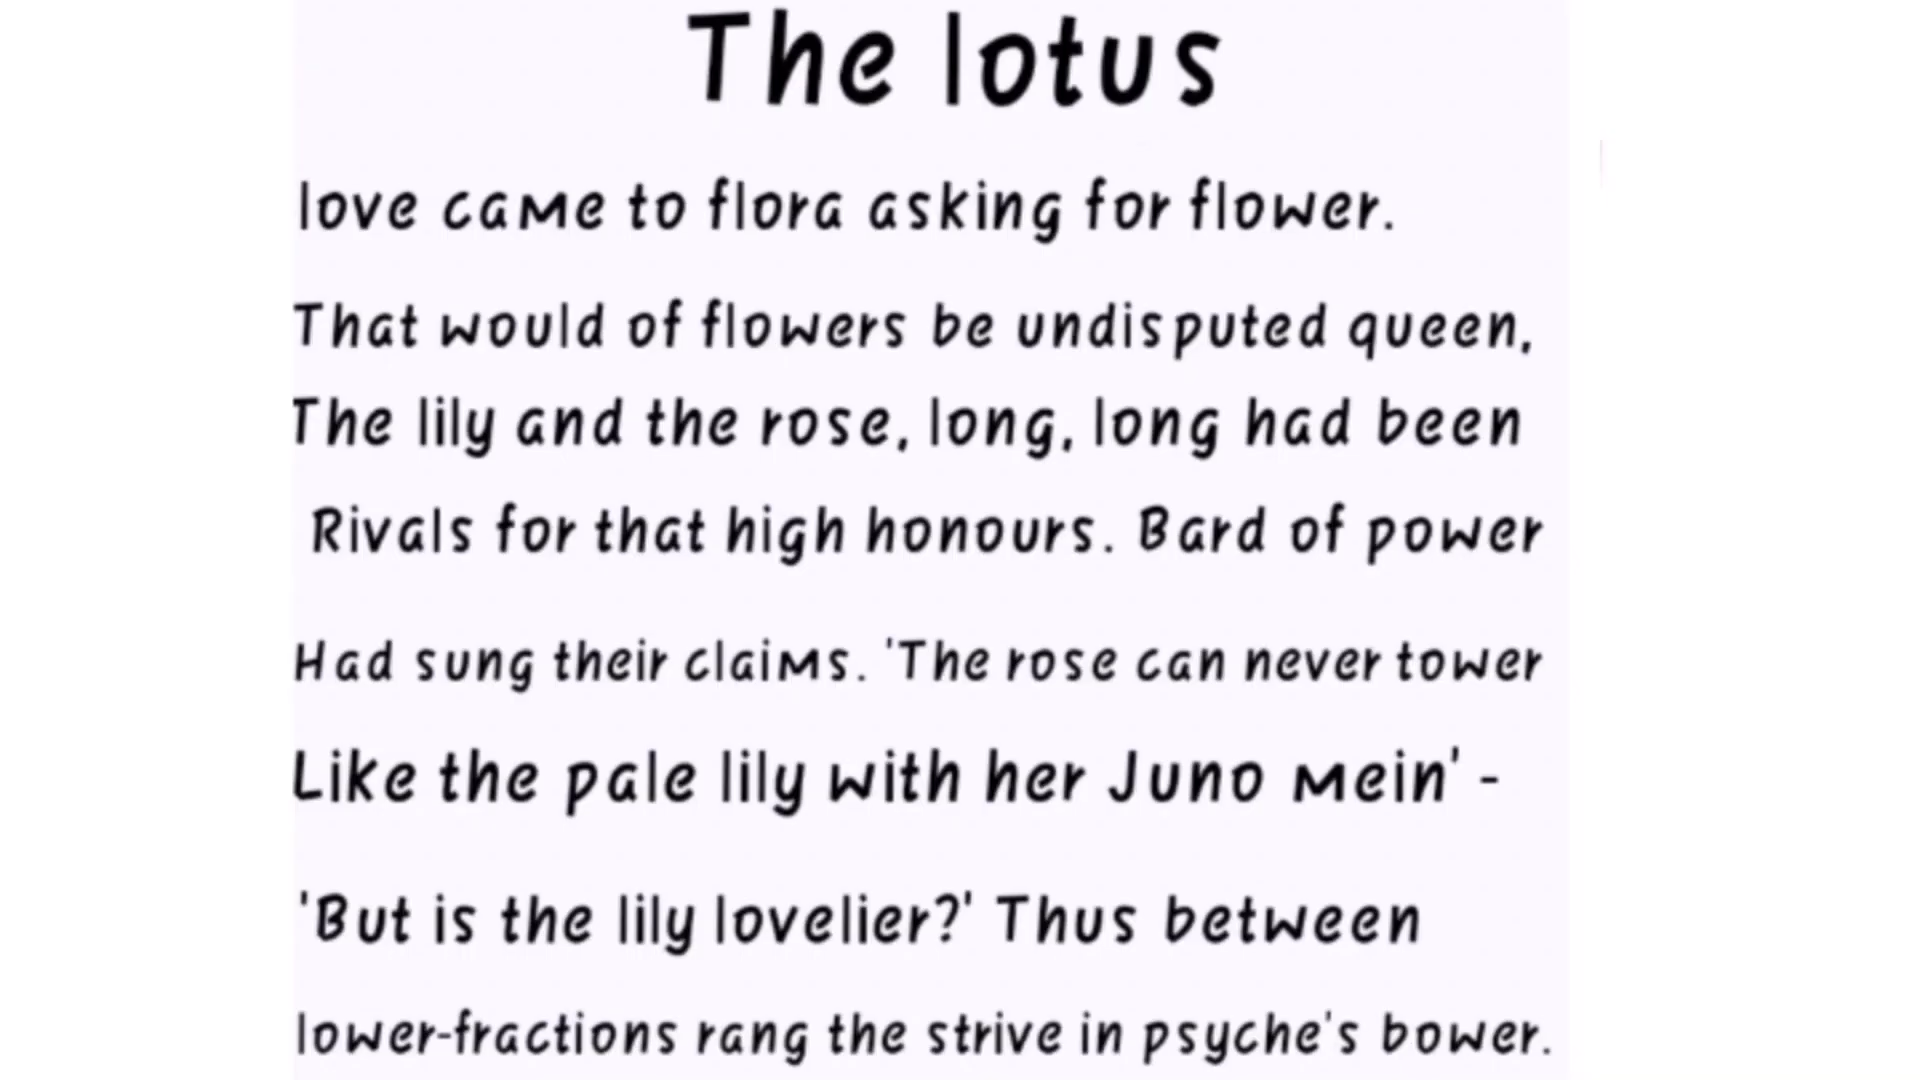 The lotus
love came to flora asking for flower.
That would of flowers be undisputed queen,
The lily and the rose, long, long had been
Rivals for that high honours. Bard of power
Had sung their claims. 'The rose can never tower
Like the pale lily with her Juno mein' -
'But is the lily lovelier?' Thus between
lower-fractions rang the strive in psyche's bower.